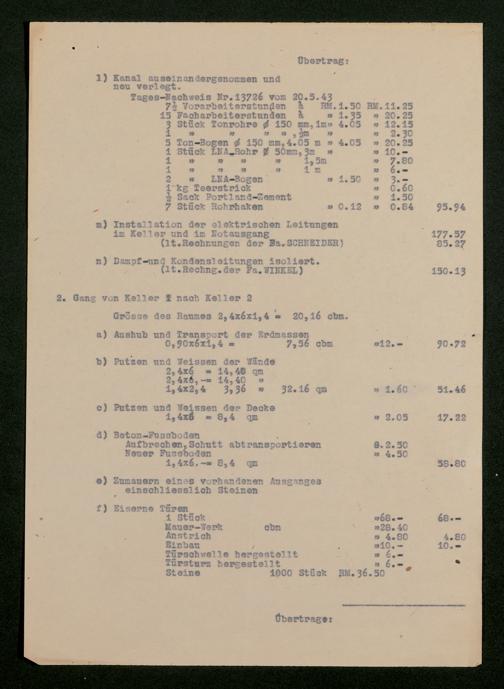 Übertrag:
l) Kanal auseinandergenommen und
neu verlegt.
Tages-Nachweis Nr.13726 vom 20.5.43
7½ Vorarbeiterstunden à RM.1.50 RM.11.25
15 Facharbeiterstunden à " 1.35 " 20.25
3 Stück Tonrohre ∅ 150 mm,1m" 4.05 " 12.15
1 " " " ,½m " " 2.30
5 Ton-Bogen ∅ 150 mm,4.05 m " 4.05 " 20.25
1 Stück LNA-Rohr ∅ 50mm,3m " " 10.-
1 " " " " 1,5m " 7.80
1 " " " " 1 m " 6.-
2 " LNA-Bogen " 1.50 " 3.-
1 kg Teerstrick " 0.60
½ Sack Portland-Zement " 1.50
7 Stück Rohrhaken " 0.12 " 0.84 95.94
m) Installation der elektrischen Leitungen
im Keller und im Notausgang 177.57
(lt.Rechnungen der Fa.SCHNEIDER) 85.27
n) Dampf-und Kondensleitungen isoliert.
(lt.Rechng.der Fa.WINKEL) 150.13
2. Gang von Keller 1 nach Keller 2
Grösse des Raumes 2,4x6x1,4 = 20,16 cbm.
a) Aushub und Transport der Erdmassen
0,90x6x1,4 = 7,56 cbm "12.- 90.72
b) Putzen und Weissen der Wände
2,4x6 = 14,40 qm
2,4x6,-= 14,40 "
1,4x2,4 3,36 " 32.16 qm " 1.60 51.46
c) Putzen und Weissen der Decke
1,4x6 = 8,4 qm " 2.05 17.22
d) Beton-Fussboden
Aufbrechen,Schutt abtransportieren 2.50
Neuer Fussboden " 4.50
1,4x6.-= 8,4 qm 58.80
e) Zumauern eines vorhandenen Ausganges
einschliesslich Steinen
f) Eiserne Türen
1 Stück "68.- 68.-
Mauer-Werk cbm "28.40
Anstrich " 4.80 4.80
Einbau "10.- 10.-
Türschwelle hergestellt " 6.-
Türsturz hergestellt " 6.-
Steine 1000 Stück RM.36.50
Übertrag: